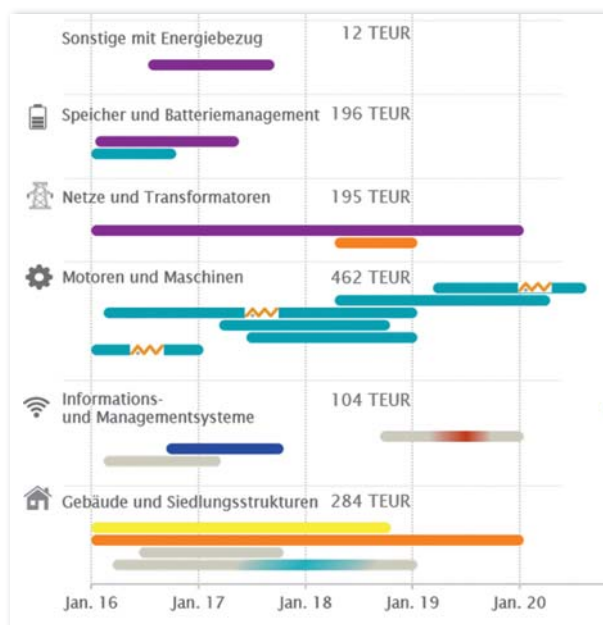 Sonstige mit Energiebezug 12 TEUR
Speicher und Batteriemanagement 196 TEUR
Netze und Transformatoren 195 TEUR
Motoren und Maschinen 462 TEUR
Informations-
und Managementsysteme 104 TEUR
Gebäude und Siedlungsstrukturen 284 TEUR
Jan. 16 Jan. 17 Jan. 18 Jan. 19 Jan. 20